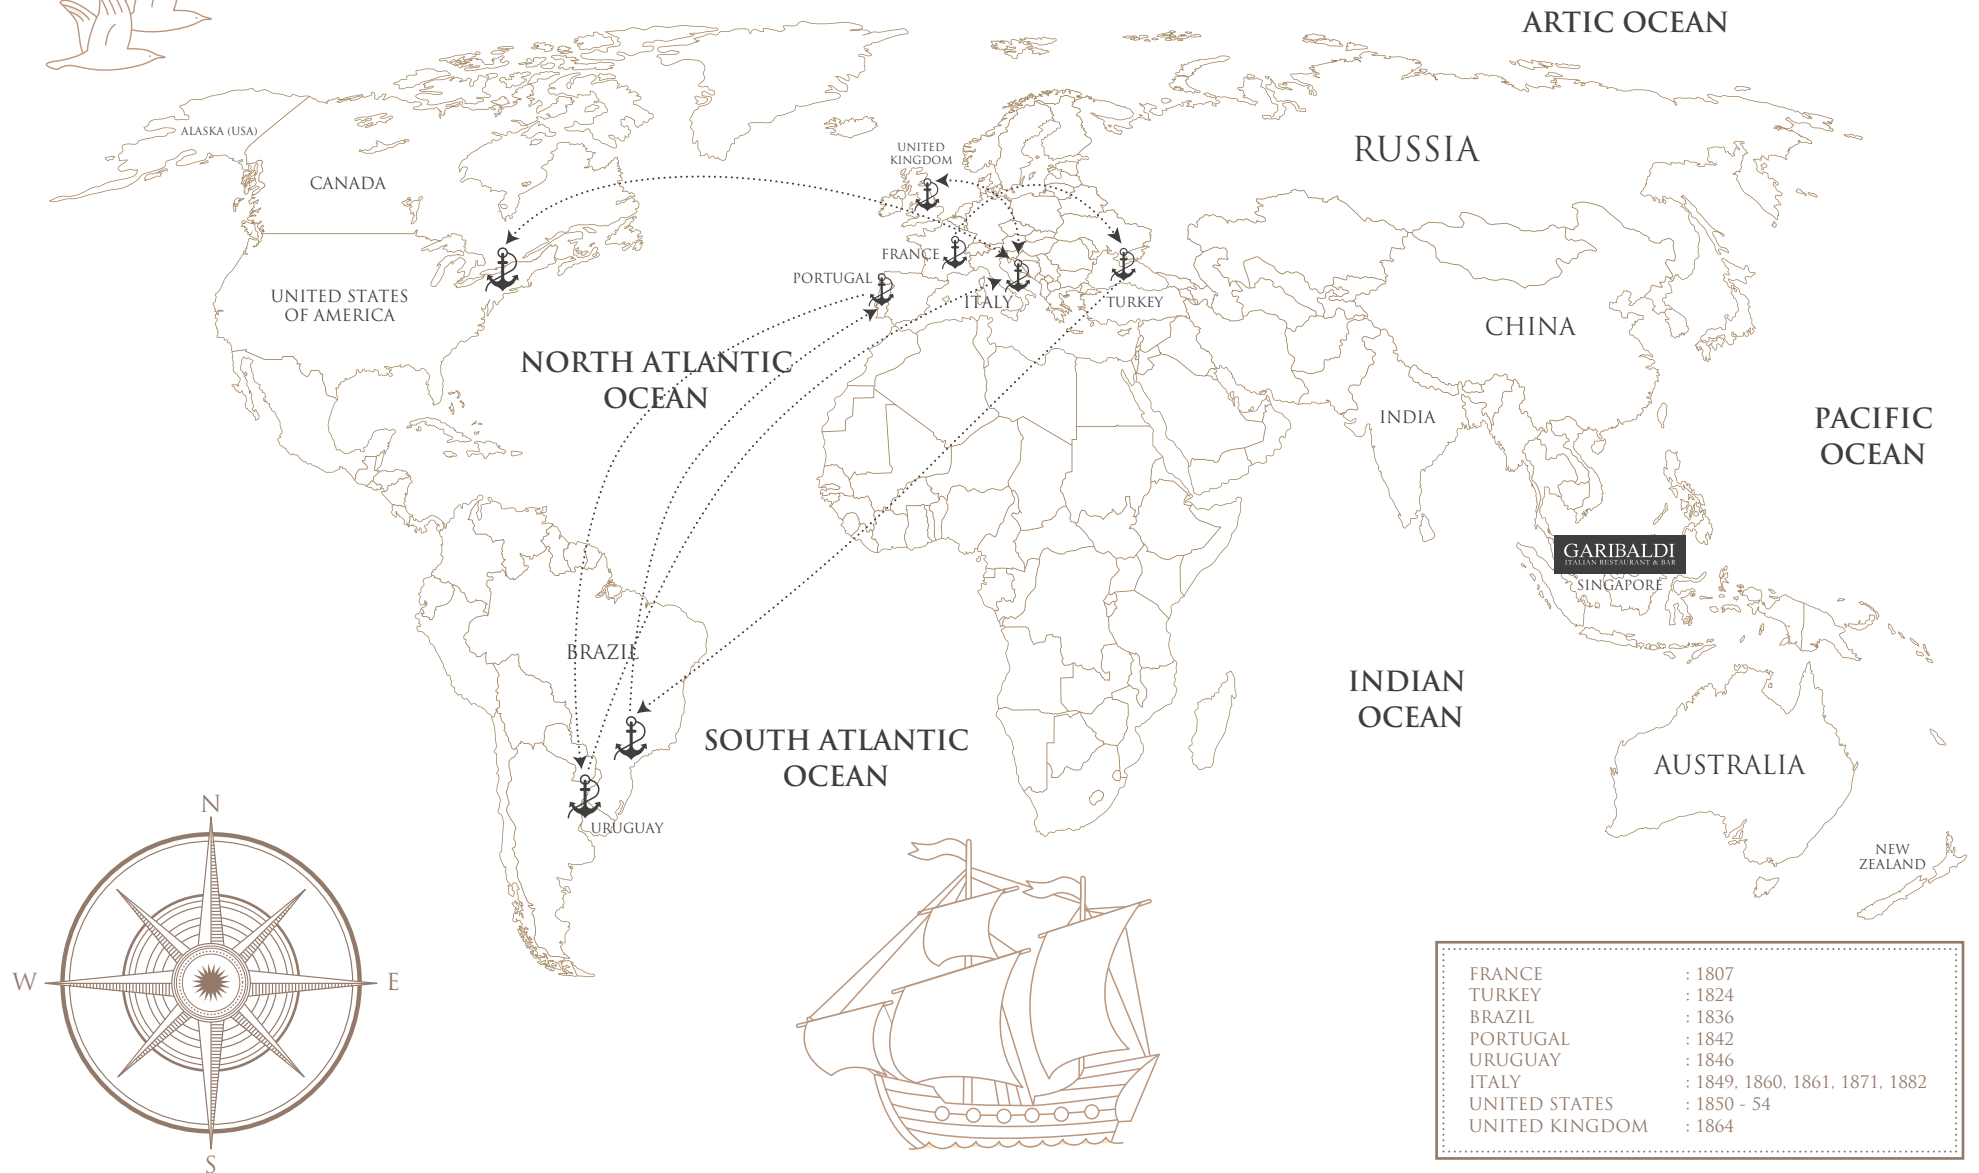 ARTIC OCEAN
ALASKA (USA)
CANADA
UNITED
KINGDOM
RUSSIA
FRANCE
PORTUGAL
ITALY
TURKEY
UNITED STATES
OF AMERICA
CHINA
NORTH ATLANTIC
OCEAN
INDIA
PACIFIC
OCEAN
GARIBALDI
ITALIAN RESTAURANT & BAR
SINGAPORE
BRAZIL
INDIAN
OCEAN
SOUTH ATLANTIC
OCEAN
AUSTRALIA
URUGUAY
NEW
ZEALAND
N
W
E
S
FRANCE : 1807
TURKEY : 1824
BRAZIL : 1836
PORTUGAL : 1842
URUGUAY : 1846
ITALY : 1849, 1860, 1861, 1871, 1882
UNITED STATES : 1850 - 54
UNITED KINGDOM : 1864